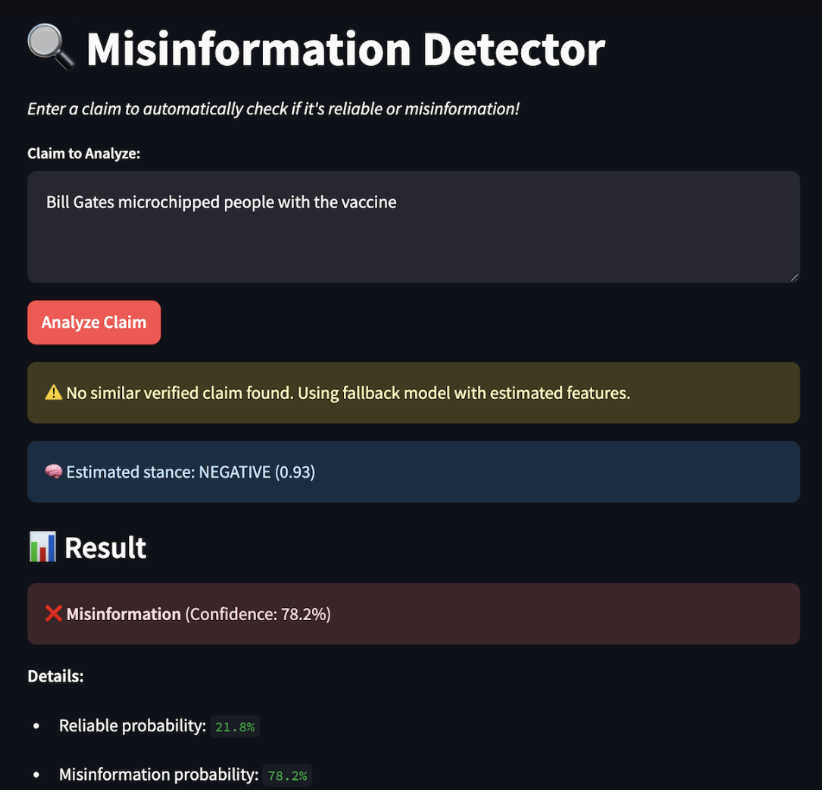 🔍 Misinformation Detector
Enter a claim to automatically check if it's reliable or misinformation!
Claim to Analyze:
Bill Gates microchipped people with the vaccine
Analyze Claim
⚠️ No similar verified claim found. Using fallback model with estimated features.
🧠 Estimated stance: NEGATIVE (0.93)
📊 Result
❌ Misinformation (Confidence: 78.2%)
Details:
• Reliable probability: 21.8%
• Misinformation probability: 78.2%